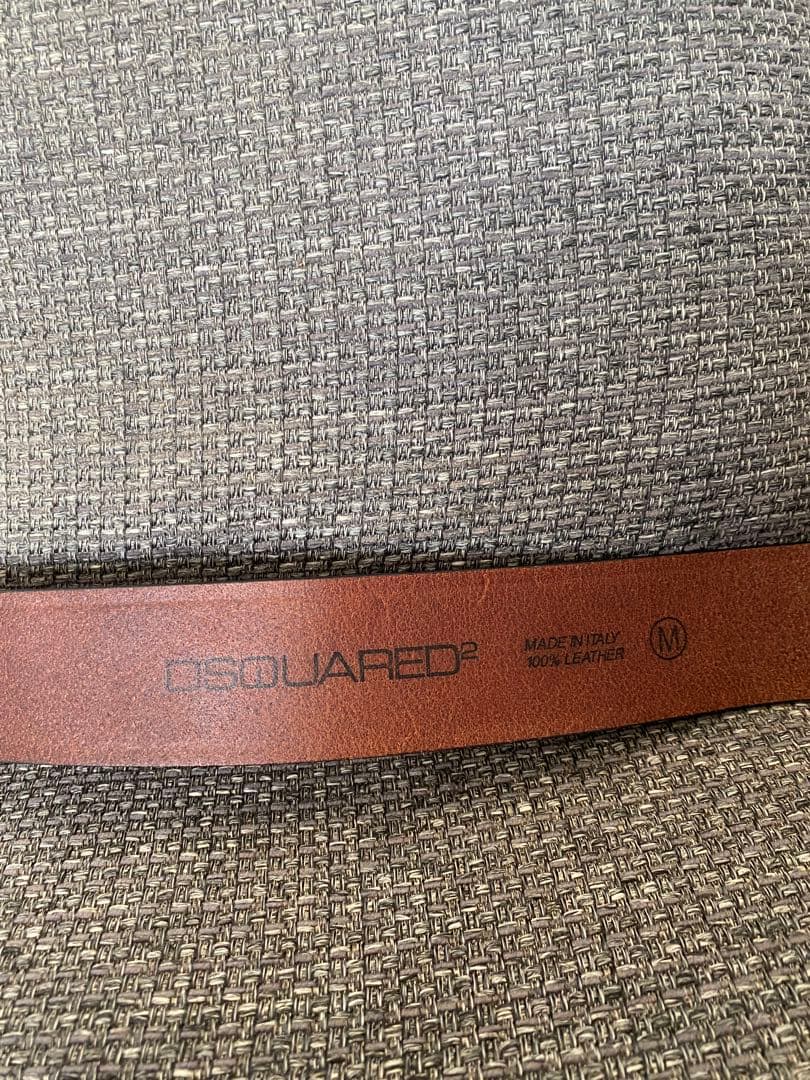 DSQUARED²
MADE IN ITALY
100% LEATHER
M